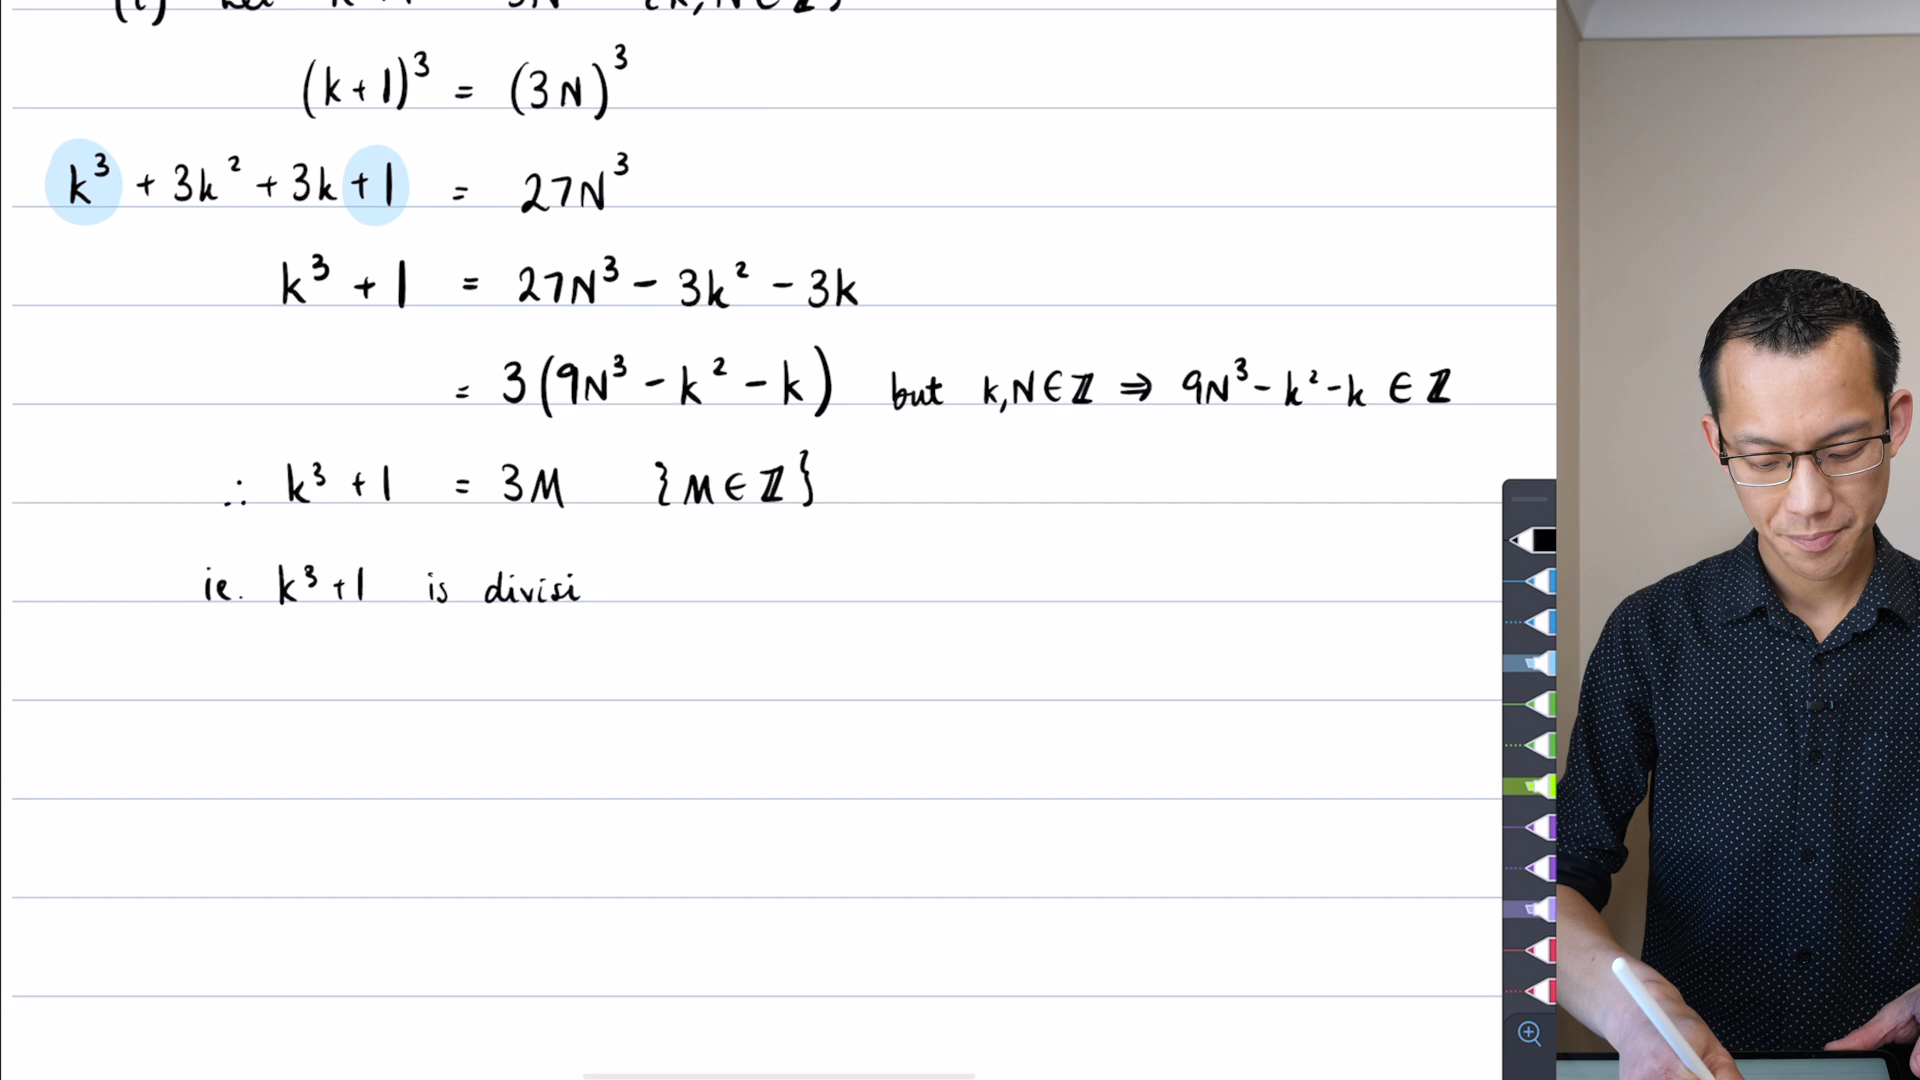 (k+1)³ = (3N)³
k³ + 3k² + 3k + 1 = 27N³
k³ + 1 = 27N³ - 3k² - 3k
= 3(9N³ - k² - k) but k, N ∈ ℤ ⇒ 9N³ - k² - k ∈ ℤ
∴ k³ + 1 = 3M {M ∈ ℤ}
ie. k³ + 1 is divisi